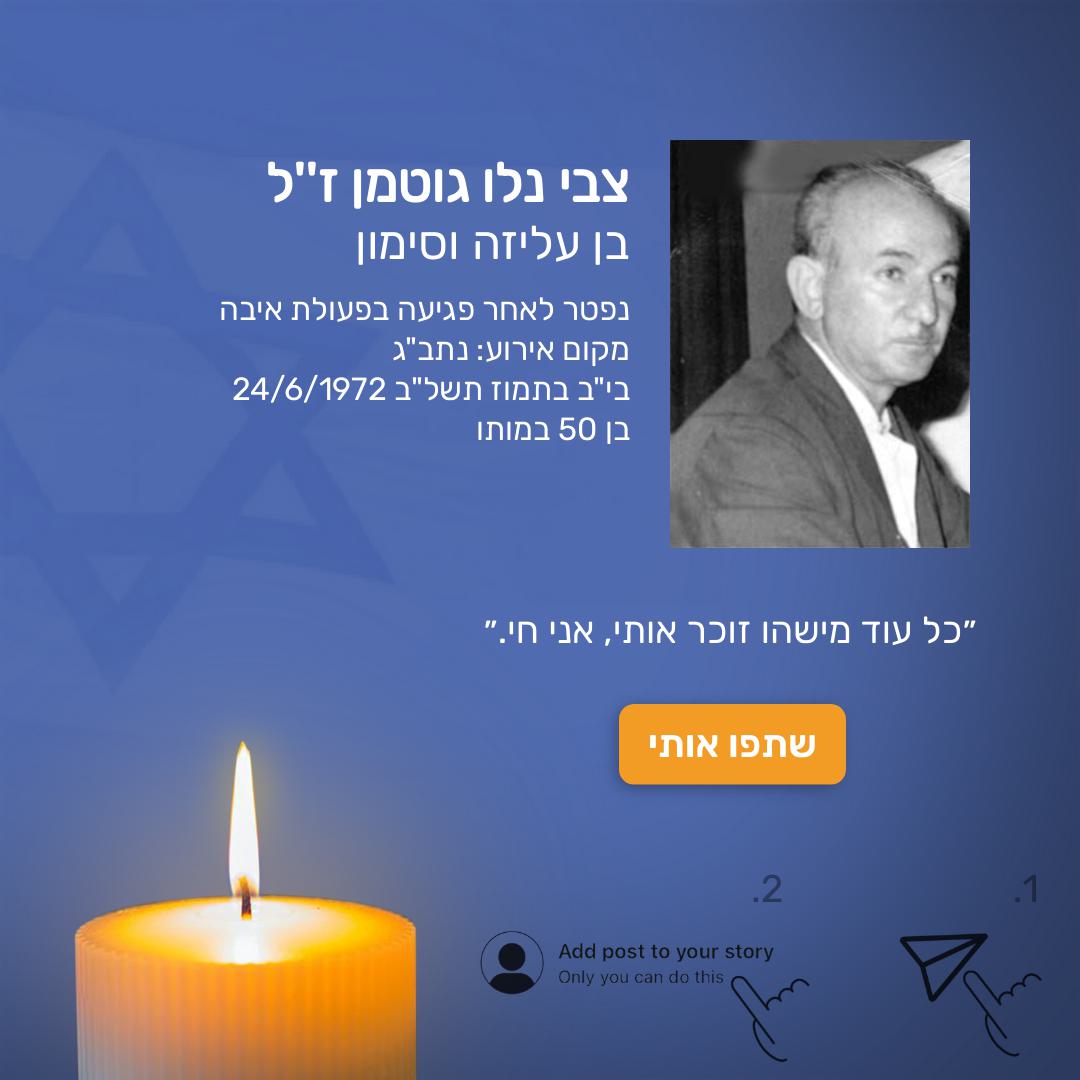 צבי נלו גוטמן ז"ל
בן עליזה וסימון
נפטר לאחר פגיעה בפעולת איבה
מקום אירוע: נתב"ג
בי"ב בתמוז תשל"ב 24/6/1972
בן 50 במותו
״כל עוד מישהו זוכר אותי, אני חי.״
שתפו אותי
1.
2.
Add post to your story
Only you can do this